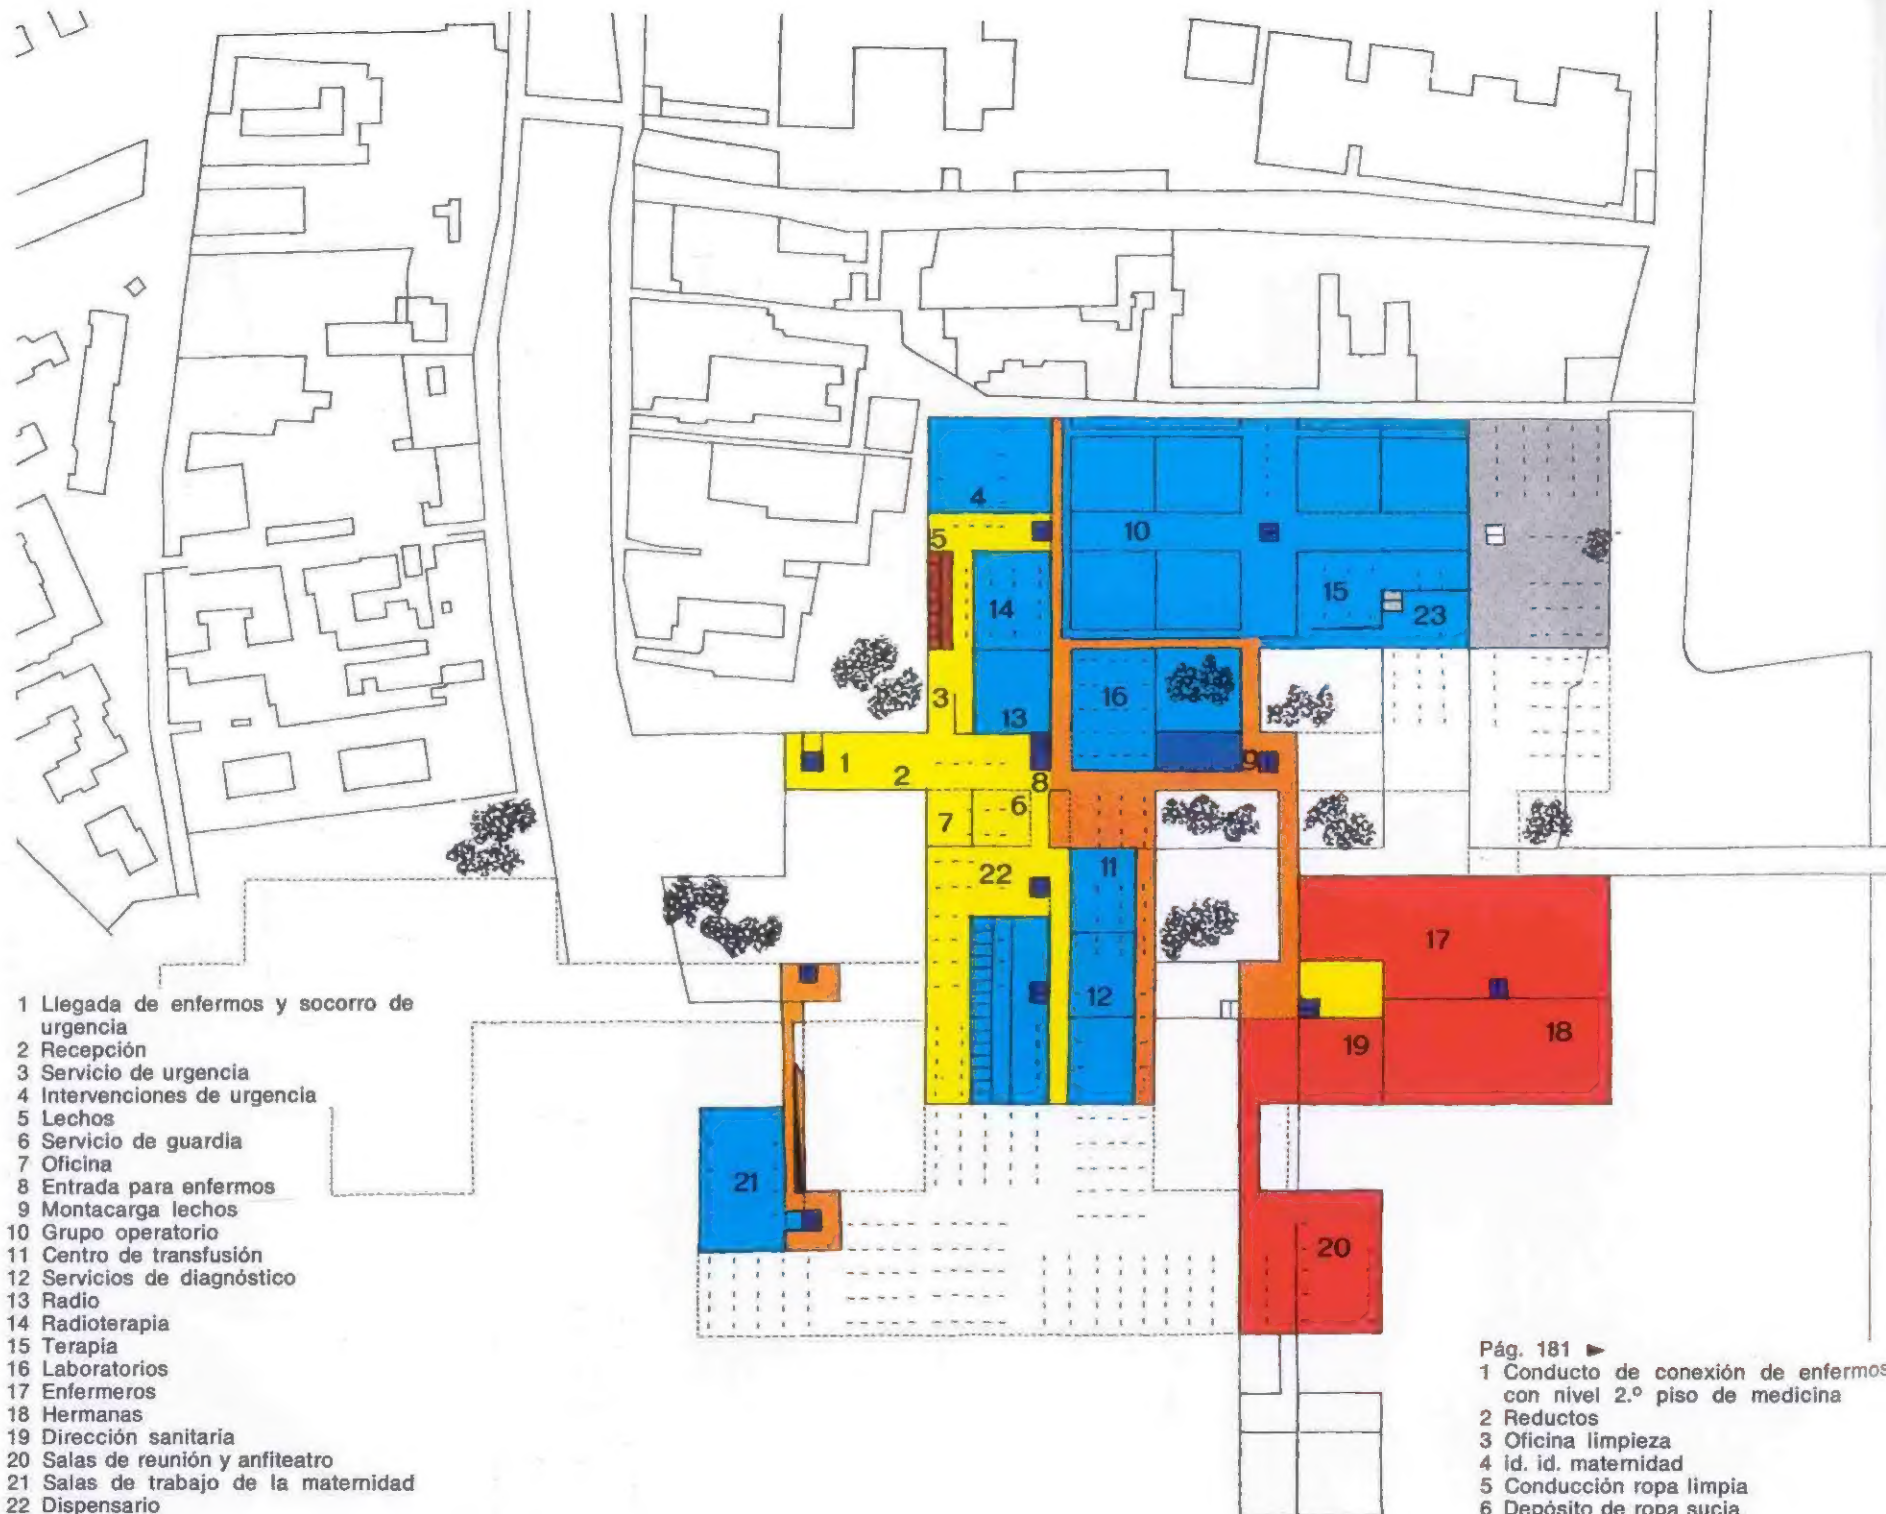 4
5
10
14
15
23
3
16
13
1
2
8
9
6
7
11
22
17
12
19
18
21
20
1 Llegada de enfermos y socorro de
urgencia
2 Recepción
3 Servicio de urgencia
4 Intervenciones de urgencia
5 Lechos
6 Servicio de guardia
7 Oficina
8 Entrada para enfermos
9 Montacarga lechos
10 Grupo operatorio
11 Centro de transfusión
12 Servicios de diagnóstico
13 Radio
14 Radioterapia
15 Terapia
16 Laboratorios
17 Enfermeros
18 Hermanas
19 Dirección sanitaria
20 Salas de reunión y anfiteatro
21 Salas de trabajo de la maternidad
22 Dispensario
Pág. 181 ►
1 Conducto de conexión de enfermos
con nivel 2.º piso de medicina
2 Reductos
3 Oficina limpieza
4 id. id. maternidad
5 Conducción ropa limpia
6 Depósito de ropa sucia